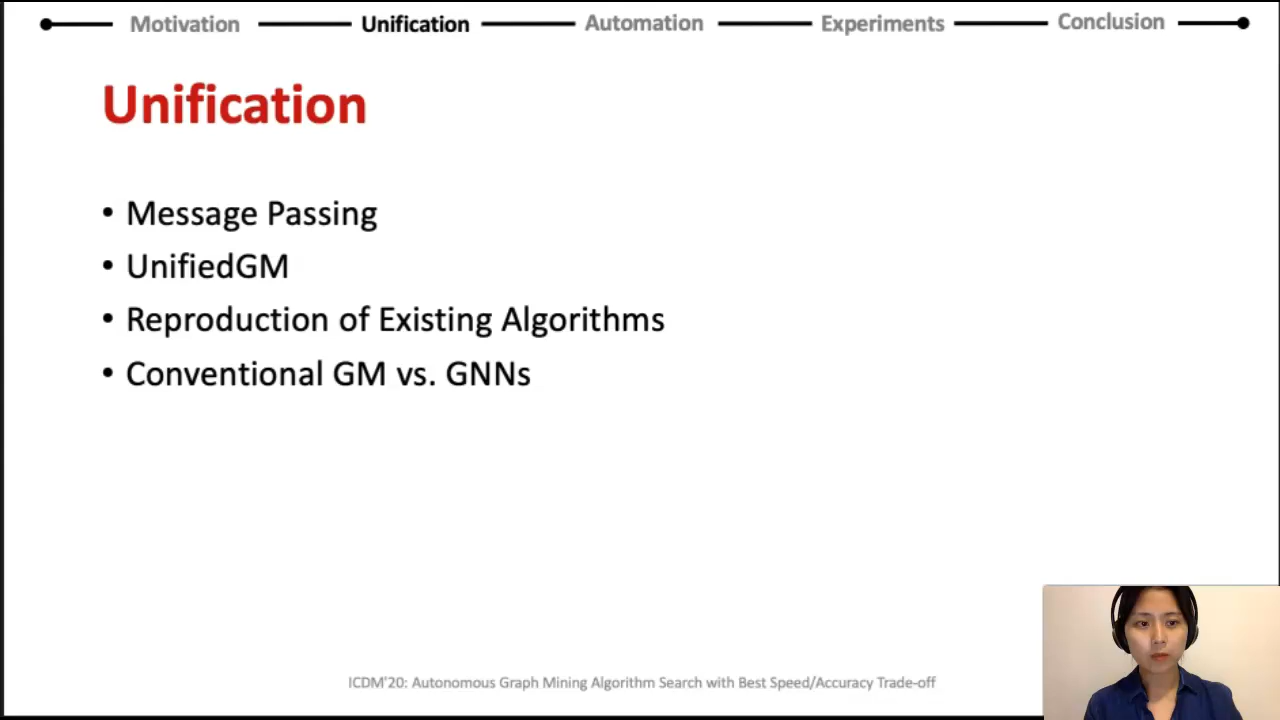 Motivation Unification Automation Experiments Conclusion
Unification
• Message Passing
• UnifiedGM
• Reproduction of Existing Algorithms
• Conventional GM vs. GNNs
ICDM'20: Autonomous Graph Mining Algorithm Search with Best Speed/Accuracy Trade-off